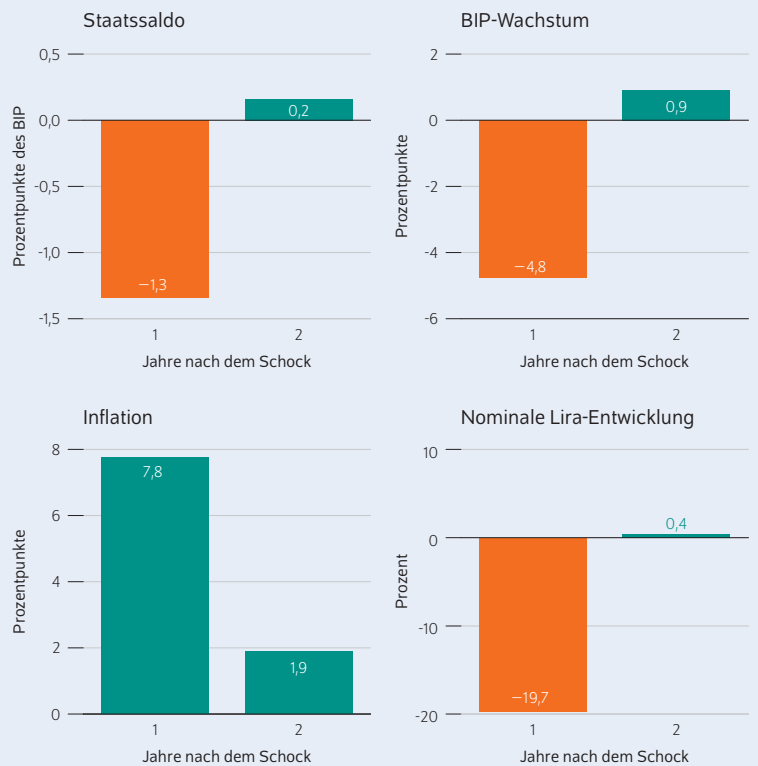 Staatssaldo
Prozentpunkte des BIP
0,5
0,0
-0,5
-1,0
-1,5
−1,3
0,2
1 2
Jahre nach dem Schock
BIP-Wachstum
Prozentpunkte
2
0
-2
-4
-6
−4,8
0,9
1 2
Jahre nach dem Schock
Inflation
Prozentpunkte
8
6
4
2
0
7,8
1,9
1 2
Jahre nach dem Schock
Nominale Lira-Entwicklung
Prozent
10
0
-10
-20
−19,7
0,4
1 2
Jahre nach dem Schock